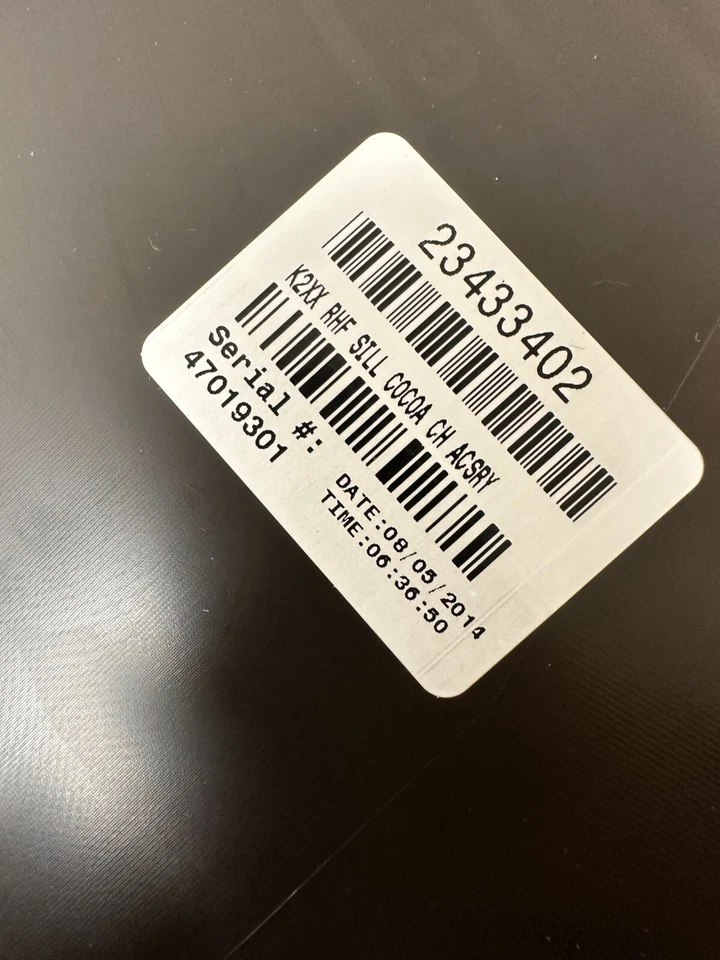 23433402
K2XX RHF SILL COCOA CH ACSRY
Serial #:
47019301
DATE:08/05/2014
TIME:06:36:50